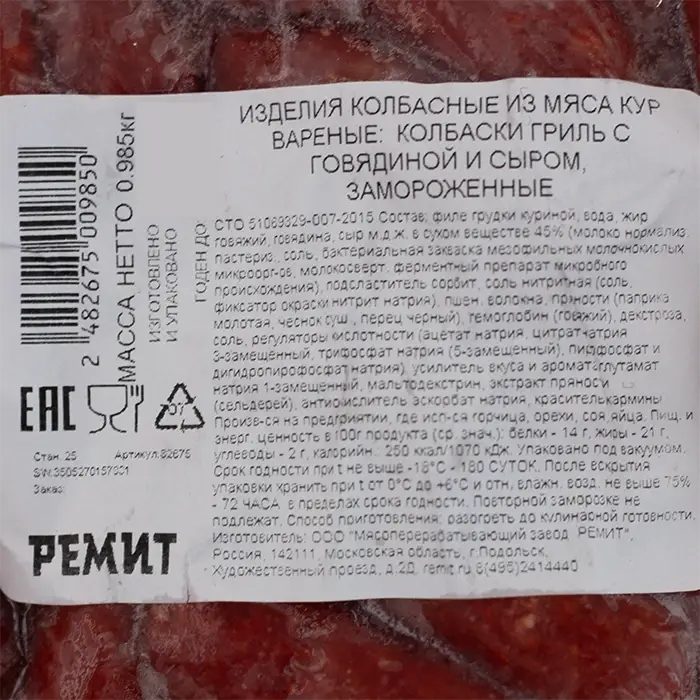 ИЗДЕЛИЯ КОЛБАСНЫЕ ИЗ МЯСА КУР
ВАРЕНЫЕ: КОЛБАСКИ ГРИЛЬ С
ГОВЯДИНОЙ И СЫРОМ,
ЗАМОРОЖЕННЫЕ
СТО 51069329-007-2015 Состав: филе грудки куриной, вода, жир
говяжий, говядина, сыр м.д.ж. в сухом веществе 45% (молоко нормализ.
пастериз., соль, бактериальная закваска мезофильных молочнокислых
микроорг-ов, молокосверт. ферментный препарат микробного
происхождения), подсластитель сорбит, соль нитритная (соль,
фиксатор окраски нитрит натрия), пшен. волокна, пряности (паприка
молотая, чеснок суш., перец черный), гемоглобин (говяжий), декстроза,
соль, регуляторы кислотности (ацетат натрия, цитрат натрия
3-замещенный, трифосфат натрия (5-замещенный), пирофосфат и
дигидропирофосфат натрия), усилитель вкуса и аромата глутамат
натрия 1-замещенный, мальтодекстрин, экстракт пряности
(сельдерей), антиокислитель аскорбат натрия, краситель кармины
Произв-ся на предприятии, где исп-ся горчица, орехи, соя, яйца. Пищ. и
энерг. ценность в 100г продукта (ср. знач.): белки - 14 г, жиры - 21 г,
углеводы - 2 г, калорийн.: 250 ккал/1070 кДж. Упаковано под вакуумом.
Срок годности при t не выше -18°С - 180 СУТОК. После вскрытия
упаковки хранить при t от 0°С до +6°С и отн. влажн. возд. не выше 75%
- 72 ЧАСА, в пределах срока годности. Повторной заморозке не
подлежат. Способ приготовления: разогреть до кулинарной готовности.
Изготовитель: ООО "Мясоперерабатывающий завод РЕМИТ",
Россия, 142111, Московская область, г.Подольск,
Художественный проезд, д.2Д, remit.ru 8(495)2414440
2 482675 009850
МАССА НЕТТО 0.985кг
ИЗГОТОВЛЕНО
И УПАКОВАНО
ГОДЕН ДО:
EAC
07
Стан. 25 Артикул.82675
SW:3505270157931
Заказ:
РЕМИТ